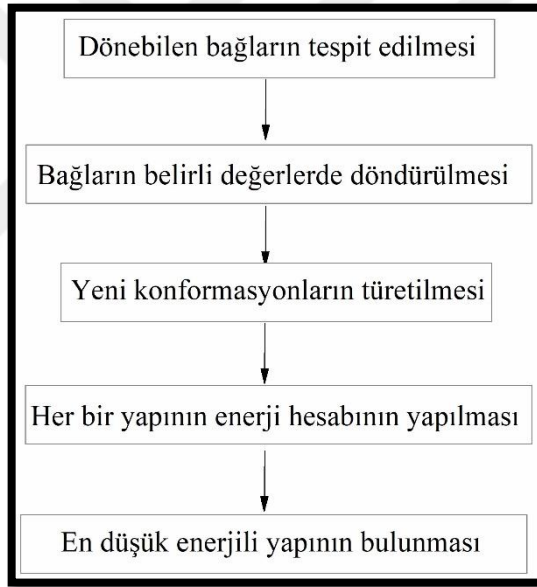 Dönebilen bağların tespit edilmesi
Bağların belirli değerlerde döndürülmesi
Yeni konformasyonların türetilmesi
Her bir yapının enerji hesabının yapılması
En düşük enerjili yapının bulunması